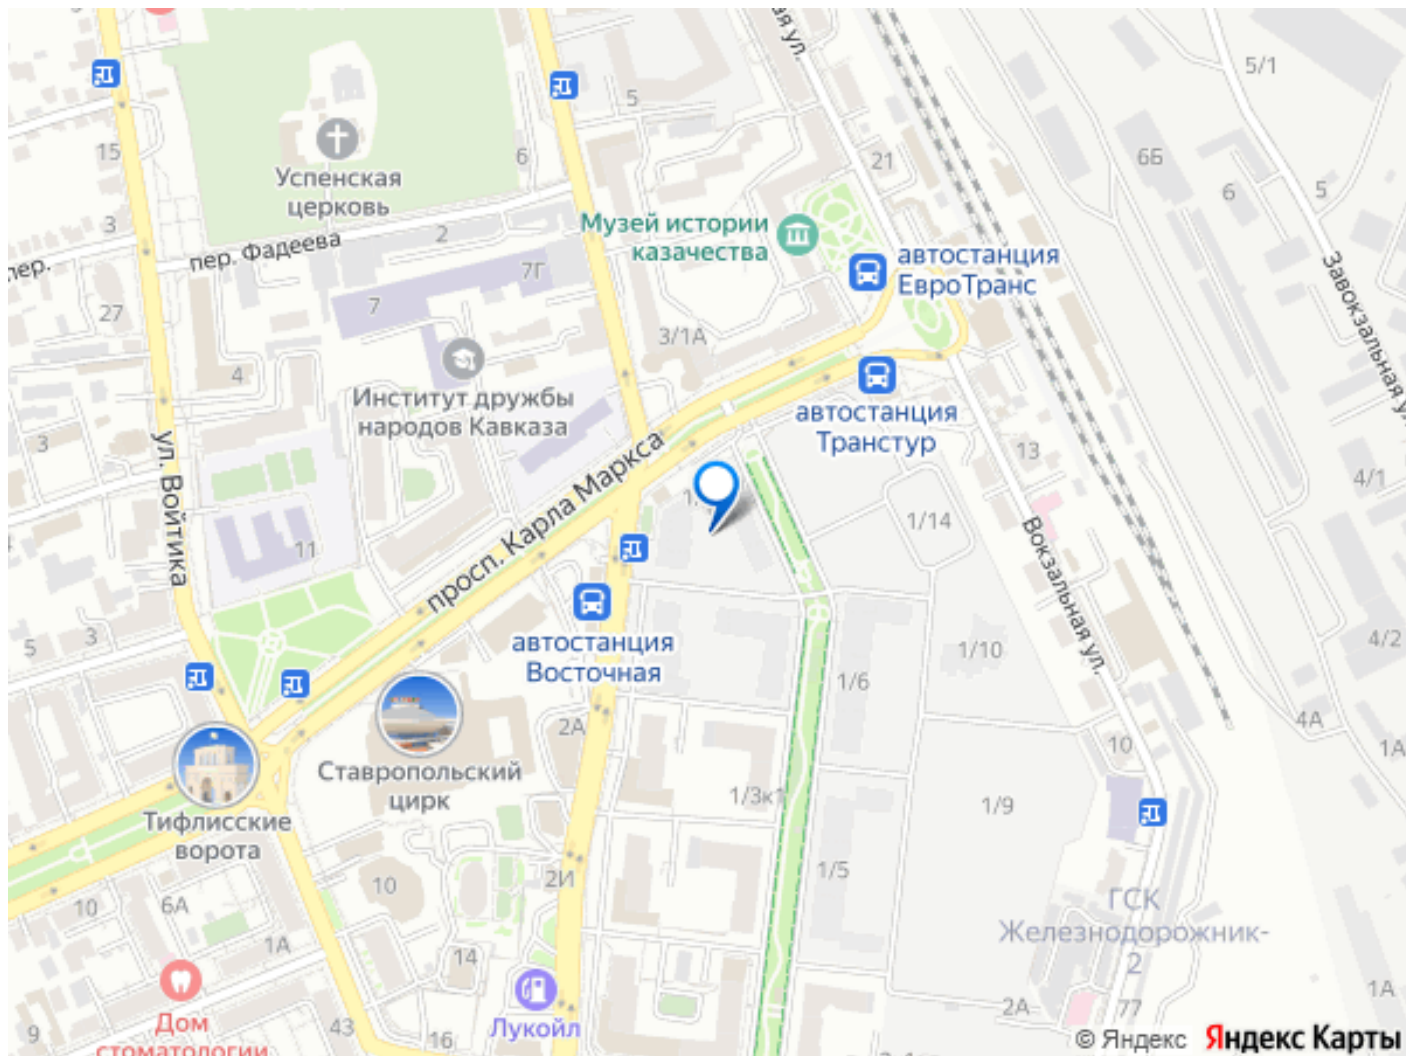 5/1
5
15
6
21
6Б
6
5
Успенская
церковь
3
2
пер. Фадеева
пер.
Музей истории
казачества
автостанция
ЕвроТранс
Завокзальная ул.
7Г
7
27
3/1А
4
Институт дружбы
народов Кавказа
автостанция
Транстур
3
ул. Войтика
просп. Карла Маркса
13
4/1
1/14
Вокзальная ул.
11
автостанция
Восточная
5
3
1/10
4/2
1/6
2А
4А
1А
10
Ставропольский
цирк
Тифлисские
ворота
1/3к1
1/9
1/5
10
2И
6А
10
1А
14
ГСК
Железнодорожник-
2
Дом
стоматологии
9
43
16
Лукойл
2А
77
1А
© Яндекс Яндекс Карты